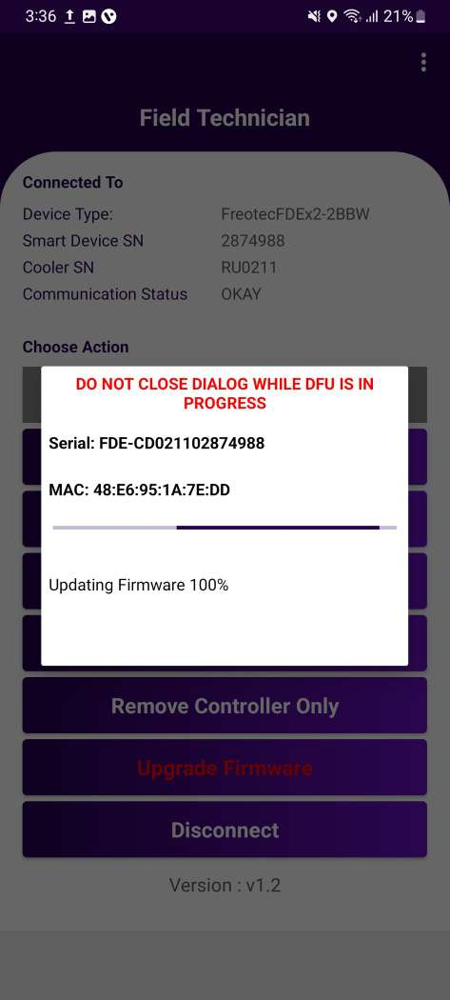 3:36
21%
Field Technician
Connected To
Device Type: FreotecFDEx2-2BBW
Smart Device SN 2874988
Cooler SN RU0211
Communication Status OKAY
Choose Action
DO NOT CLOSE DIALOG WHILE DFU IS IN
PROGRESS
Serial: FDE-CD021102874988
MAC: 48:E6:95:1A:7E:DD
Updating Firmware 100%
Remove Controller Only
Upgrade Firmware
Disconnect
Version : v1.2